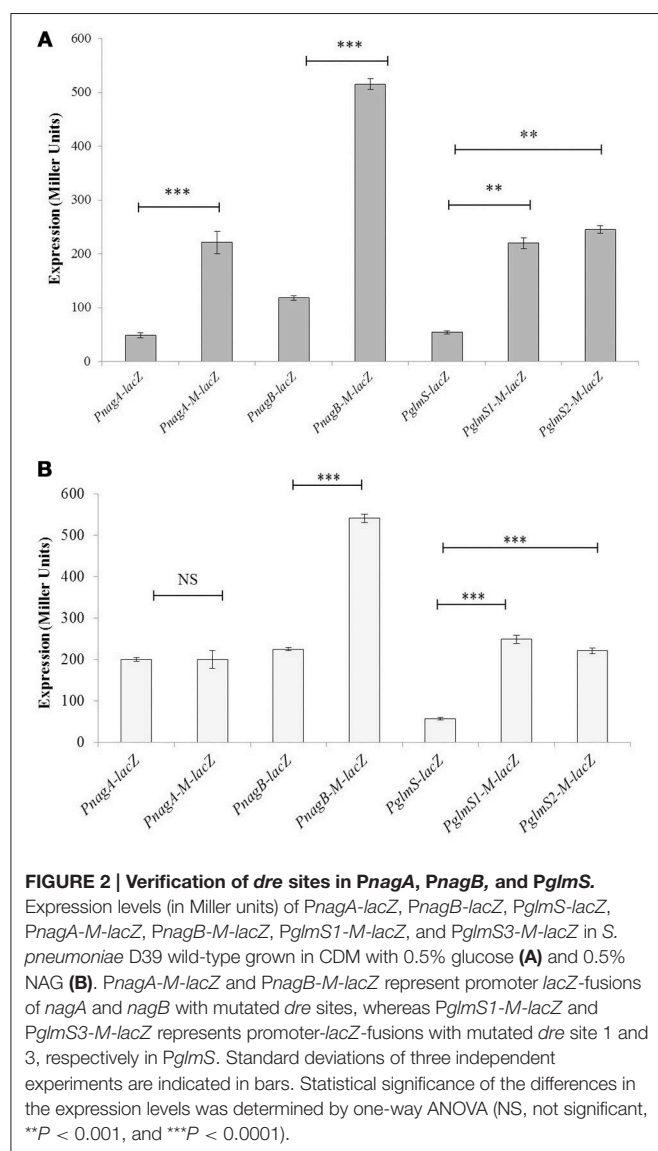 A
600
500
400
300
200
100
0
Expression (Miller Units)
***
***
**
**
PnagA-lacZ
PnagA-M-lacZ
PnagB-lacZ
PnagB-M-lacZ
PglmS-lacZ
PglmS1-M-lacZ
PglmS2-M-lacZ
B
600
500
400
300
200
100
0
Expression (Miller Units)
NS
***
***
***
PnagA-lacZ
PnagA-M-lacZ
PnagB-lacZ
PnagB-M-lacZ
PglmS-lacZ
PglmS1-M-lacZ
PglmS2-M-lacZ
FIGURE 2 | Verification of dre sites in PnagA, PnagB, and PglmS.
Expression levels (in Miller units) of PnagA-lacZ, PnagB-lacZ, PglmS-lacZ,
PnagA-M-lacZ, PnagB-M-lacZ, PglmS1-M-lacZ, and PglmS3-M-lacZ in S.
pneumoniae D39 wild-type grown in CDM with 0.5% glucose (A) and 0.5%
NAG (B). PnagA-M-lacZ and PnagB-M-lacZ represent promoter lacZ-fusions
of nagA and nagB with mutated dre sites, whereas PglmS1-M-lacZ and
PglmS3-M-lacZ represents promoter-lacZ-fusions with mutated dre site 1 and
3, respectively in PglmS. Standard deviations of three independent
experiments are indicated in bars. Statistical significance of the differences in
the expression levels was determined by one-way ANOVA (NS, not significant,
**P < 0.001, and ***P < 0.0001).